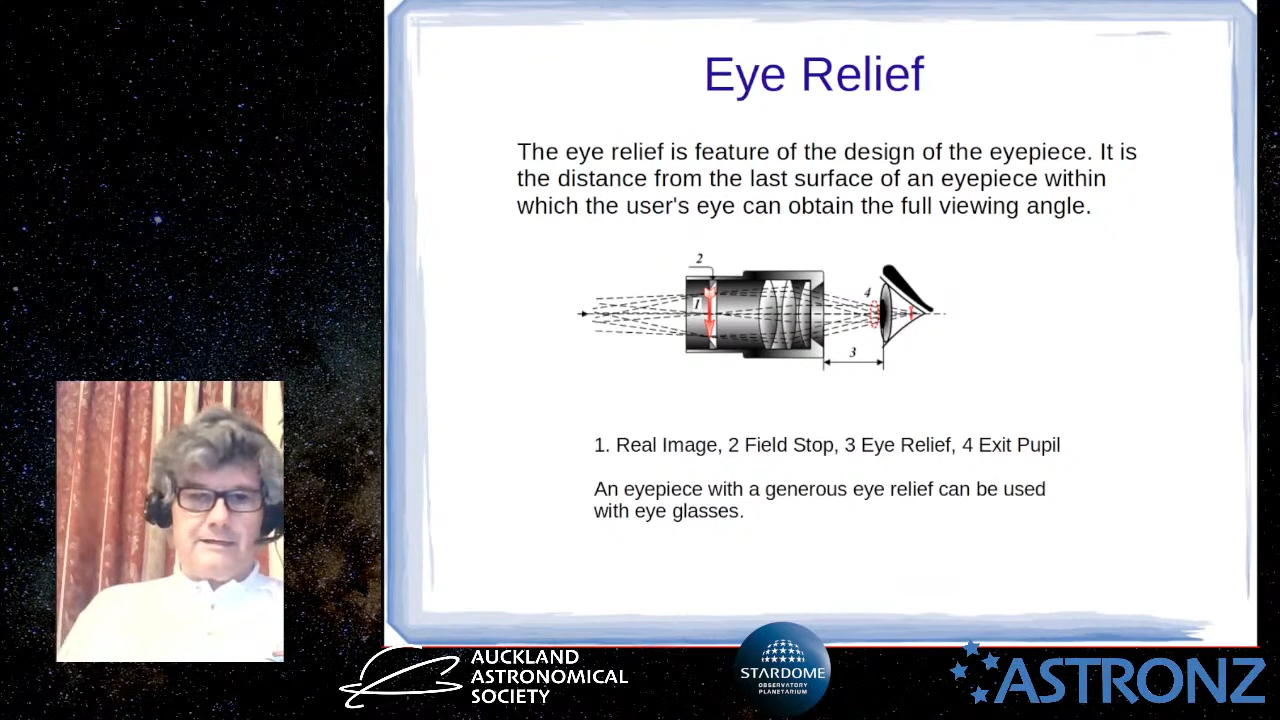 Eye Relief
The eye relief is feature of the design of the eyepiece. It is
the distance from the last surface of an eyepiece within
which the user's eye can obtain the full viewing angle.
2
1
4
3
1. Real Image, 2 Field Stop, 3 Eye Relief, 4 Exit Pupil
An eyepiece with a generous eye relief can be used
with eye glasses.
AUCKLAND
ASTRONOMICAL
SOCIETY
STARDOME
OBSERVATORY
PLANETARIUM
ASTRONZ